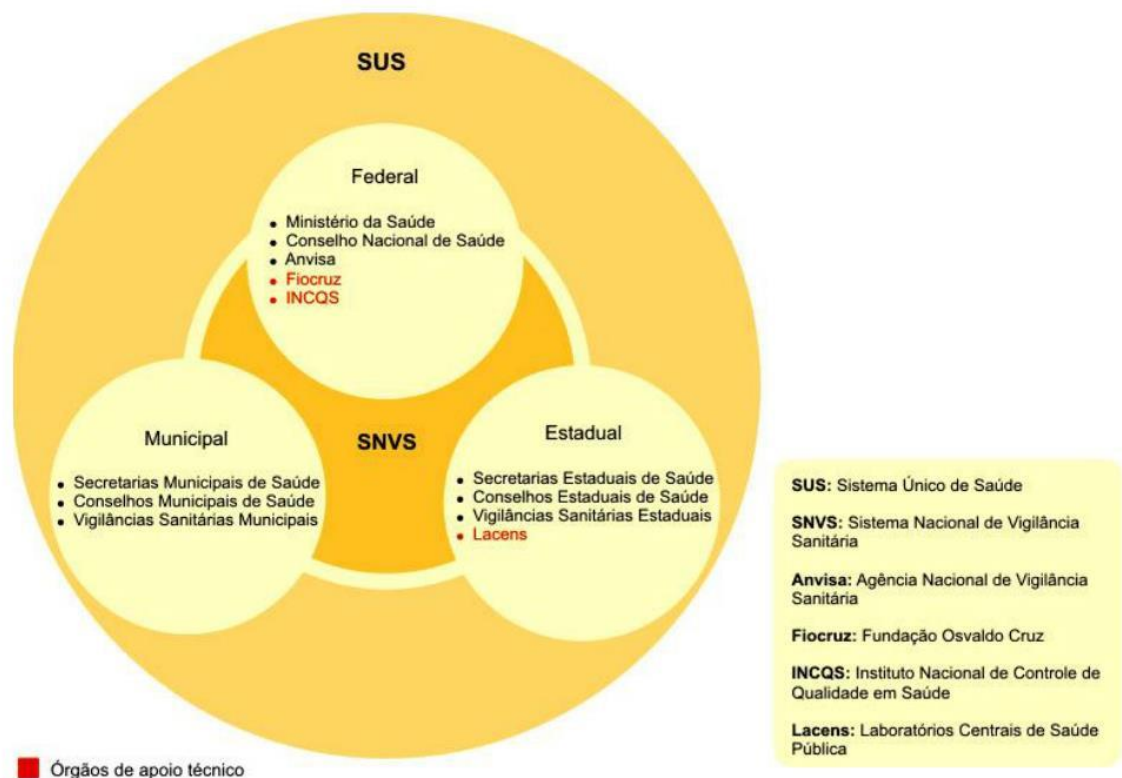 SUS
Federal
• Ministério da Saúde
• Conselho Nacional de Saúde
• Anvisa
• Fiocruz
• INCQS
Municipal
• Secretarias Municipais de Saúde
• Conselhos Municipais de Saúde
• Vigilâncias Sanitárias Municipais
SNVS
Estadual
• Secretarias Estaduais de Saúde
• Conselhos Estaduais de Saúde
• Vigilâncias Sanitárias Estaduais
• Lacens
SUS: Sistema Único de Saúde
SNVS: Sistema Nacional de Vigilância
Sanitária
Anvisa: Agência Nacional de Vigilância
Sanitária
Fiocruz: Fundação Osvaldo Cruz
INCQS: Instituto Nacional de Controle de
Qualidade em Saúde
Lacens: Laboratórios Centrais de Saúde
Pública
Órgãos de apoio técnico